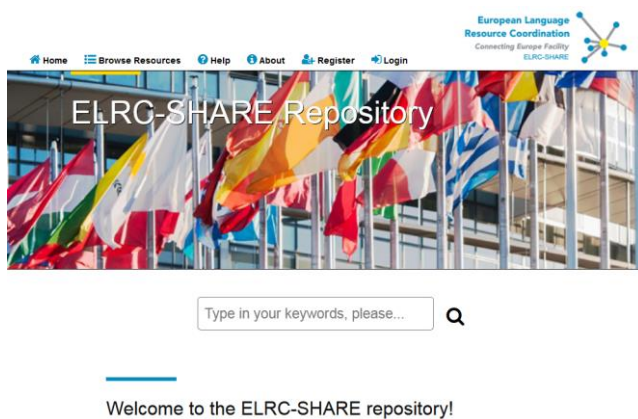 European Language
Resource Coordination
Connecting Europe Facility
ELRC-SHARE
Home Browse Resources Help About Register Login
ELRC-SHARE Repository
Type in your keywords, please...
Welcome to the ELRC-SHARE repository!